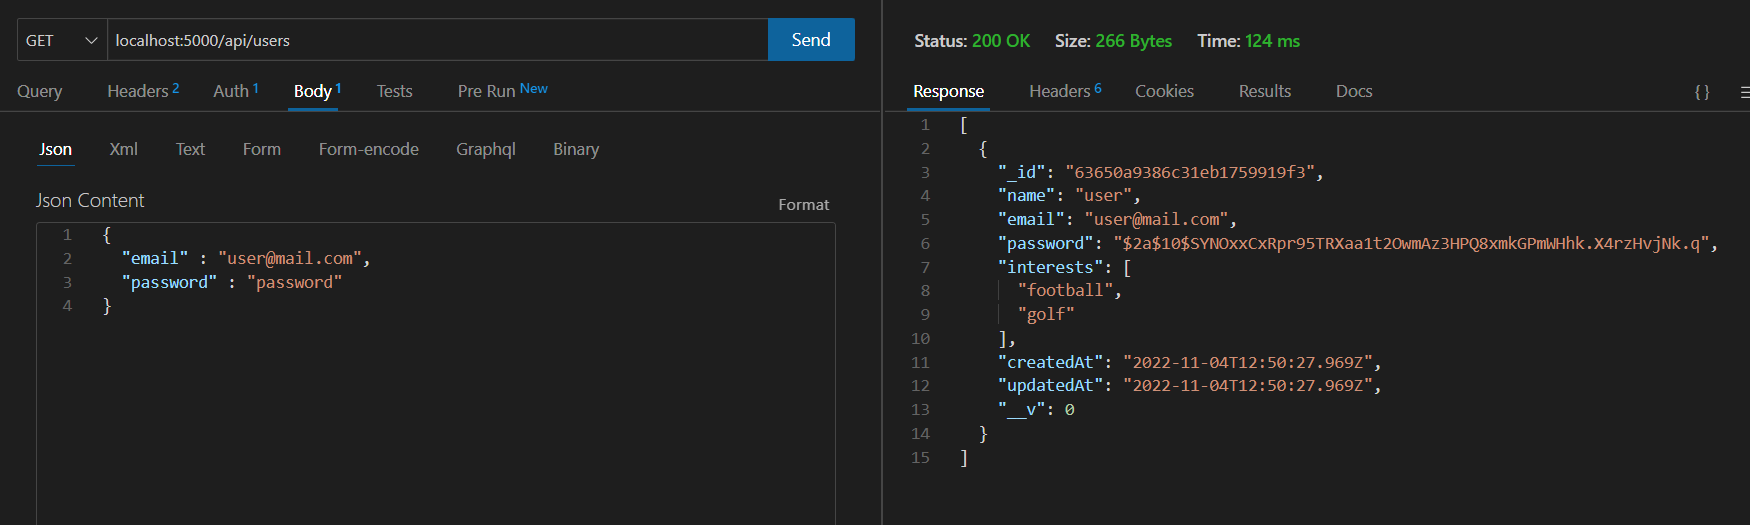 GET localhost:5000/api/users Send
Query Headers 2 Auth 1 Body 1 Tests Pre Run New
Json Xml Text Form Form-encode Graphql Binary
Json Content
Format
1 {
2 "email" : "user@mail.com",
3 "password" : "password"
4 }
Status: 200 OK Size: 266 Bytes Time: 124 ms
Response Headers 6 Cookies Results Docs { }
1 [
2 {
3 "_id": "63650a9386c31eb1759919f3",
4 "name": "user",
5 "email": "user@mail.com",
6 "password": "$2a$10$SYNOxxCxRpr95TRXaa1t2OwmAz3HPQ8xmkGPmWHhk.X4rzHvjNk.q",
7 "interests": [
8 "football",
9 "golf"
10 ],
11 "createdAt": "2022-11-04T12:50:27.969Z",
12 "updatedAt": "2022-11-04T12:50:27.969Z",
13 "__v": 0
14 }
15 ]